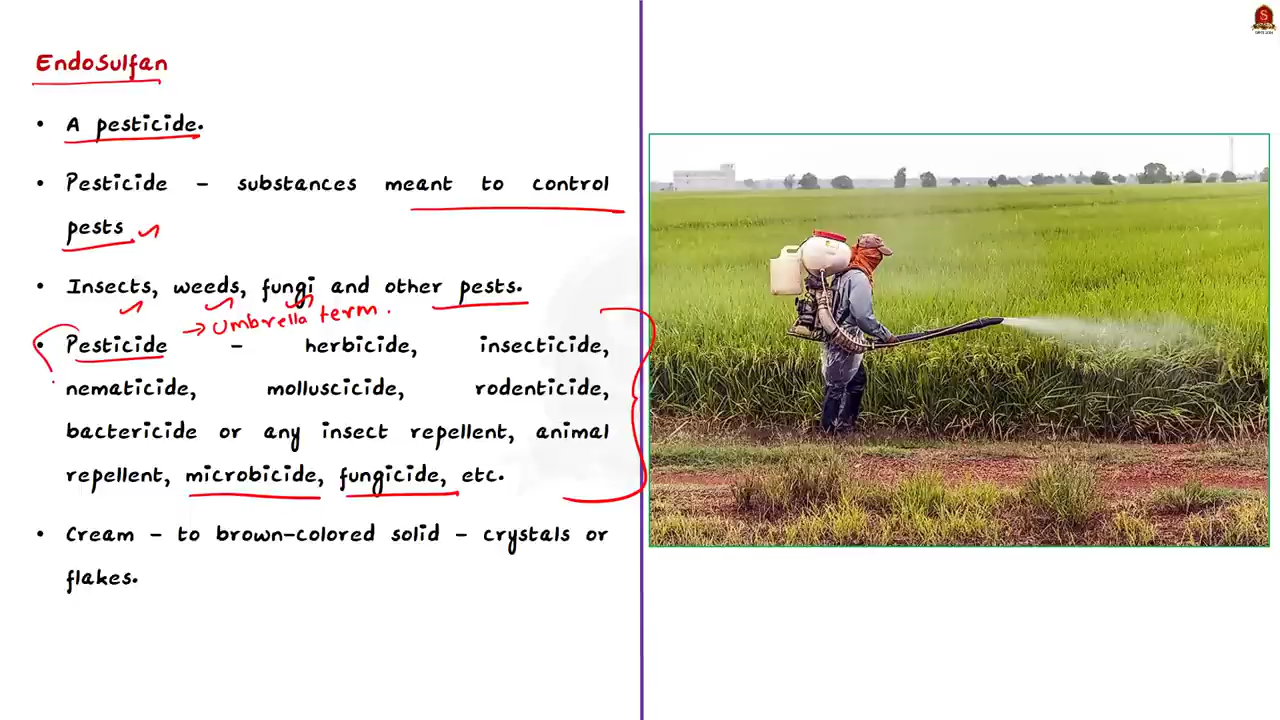 EndoSulfan
• A pesticide.
• Pesticide – substances meant to control
pests
• Insects, weeds, fungi and other pests.
→ Umbrella term.
• Pesticide – herbicide, insecticide,
nematicide, molluscicide, rodenticide,
bactericide or any insect repellent, animal
repellent, microbicide, fungicide, etc.
• Cream – to brown-colored solid – crystals or
flakes.
S